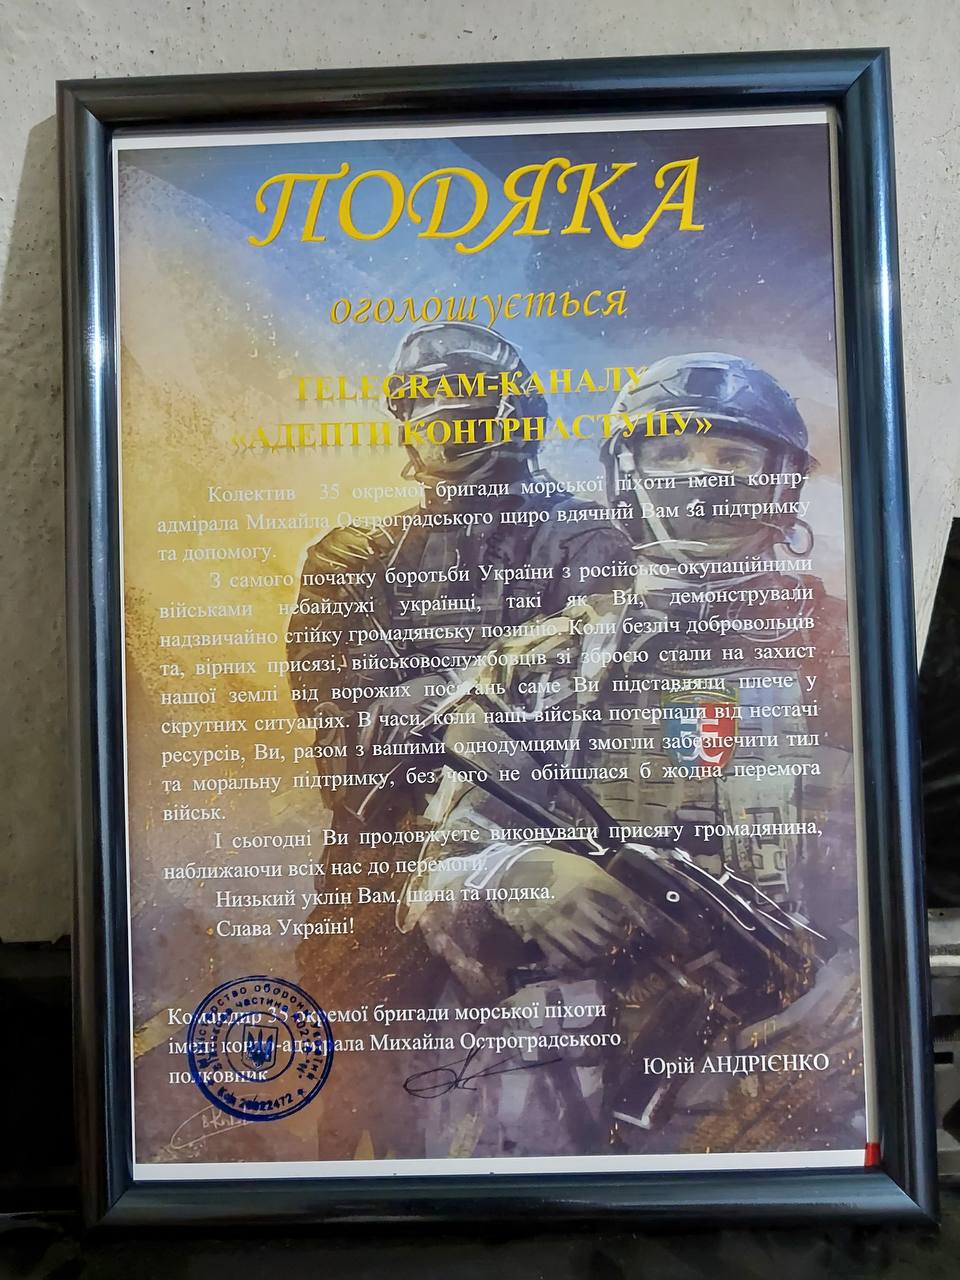 ПОДЯКА
оголошується
TELEGRAM-КАНАЛУ
«АДЕПТИ КОНТРНАСТУПУ»
Колектив 35 окремої бригади морської піхоти імені контр-
адмірала Михайла Остроградського щиро вдячний Вам за підтримку
та допомогу.
З самого початку боротьби України з російсько-окупаційними
військами небайдужі українці, такі як Ви, демонстрували
надзвичайно стійку громадянську позицію. Коли безліч добровольців
та, вірних присязі, військовослужбовців зі зброєю стали на захист
нашої землі від ворожих посягань саме Ви підставляли плече у
скрутних ситуаціях. В часи, коли наші війська потерпали від нестачі
ресурсів, Ви, разом з вашими однодумцями змогли забезпечити тил
та моральну підтримку, без чого не обійшлася б жодна перемога
військ.
І сьогодні Ви продовжуєте виконувати присягу громадянина,
наближаючи всіх нас до перемоги.
Низький уклін Вам, шана та подяка.
Слава Україні!
Командир 35 окремої бригади морської піхоти
імені контр-адмірала Михайла Остроградського
полковник
Юрій АНДРІЄНКО
Міністерство оборони України
військова частина